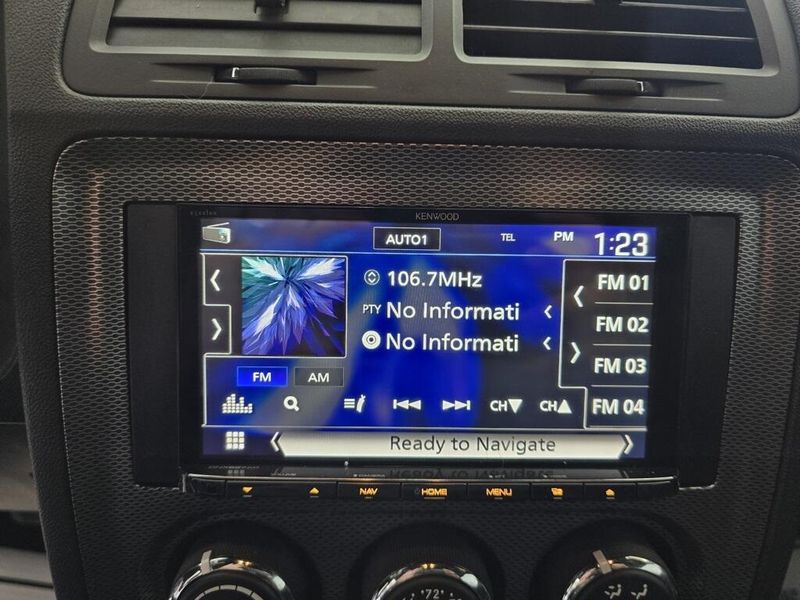 KENWOOD
AUTO1 TEL PM 1:23
106.7MHz
PTY No Informati
No Informati
FM 01
FM 02
FM 03
FM 04
FM AM
CH▼ CH▲
Ready to Navigate
NAV HOME MENU
72°